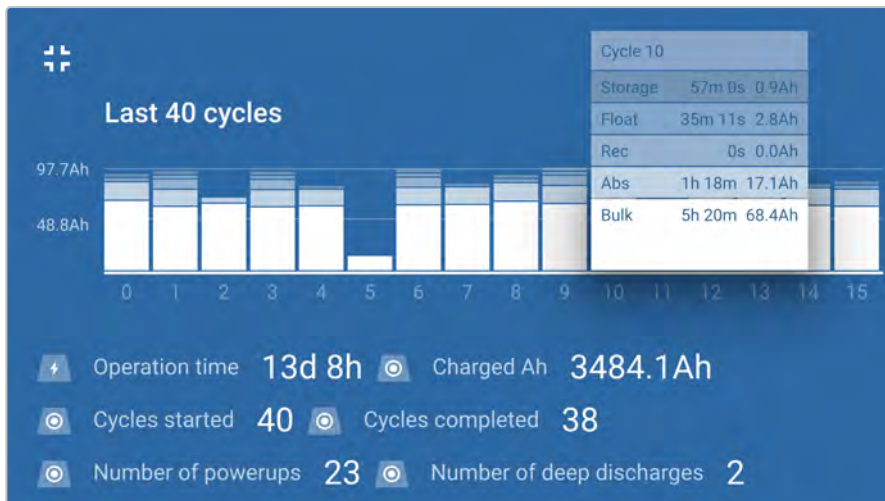 Cycle 10
Storage 57m 0s 0.9Ah
Float 35m 11s 2.8Ah
Rec 0s 0.0Ah
Abs 1h 18m 17.1Ah
Bulk 5h 20m 68.4Ah
Last 40 cycles
97.7Ah
48.8Ah
0 1 2 3 4 5 6 7 8 9 10 11 12 13 14 15
Operation time 13d 8h Charged Ah 3484.1Ah
Cycles started 40 Cycles completed 38
Number of powerups 23 Number of deep discharges 2